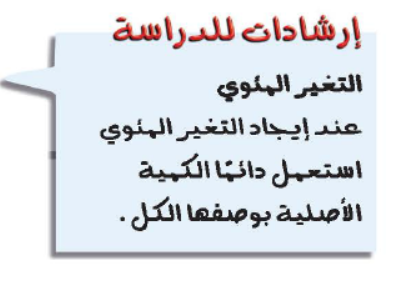 إرشادات للدراسة
التغير المئوي
عند إيجاد التغير المئوي
استعمل دائمًا الكمية
الأصلية بوصفها الكل .